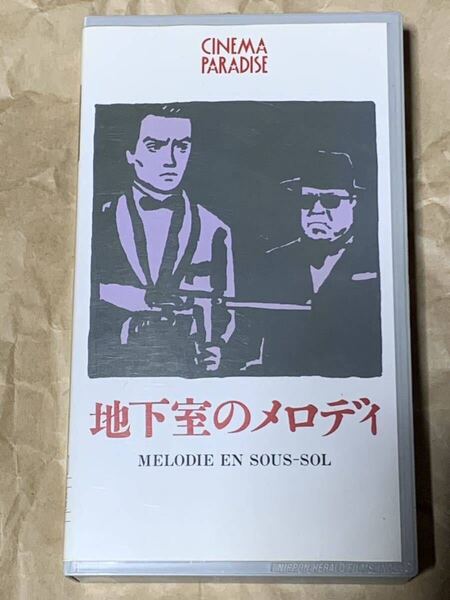 CINEMA
PARADISE
地下室のメロディ
MELODIE EN SOUS-SOL
NIPPON HERALD FILMS